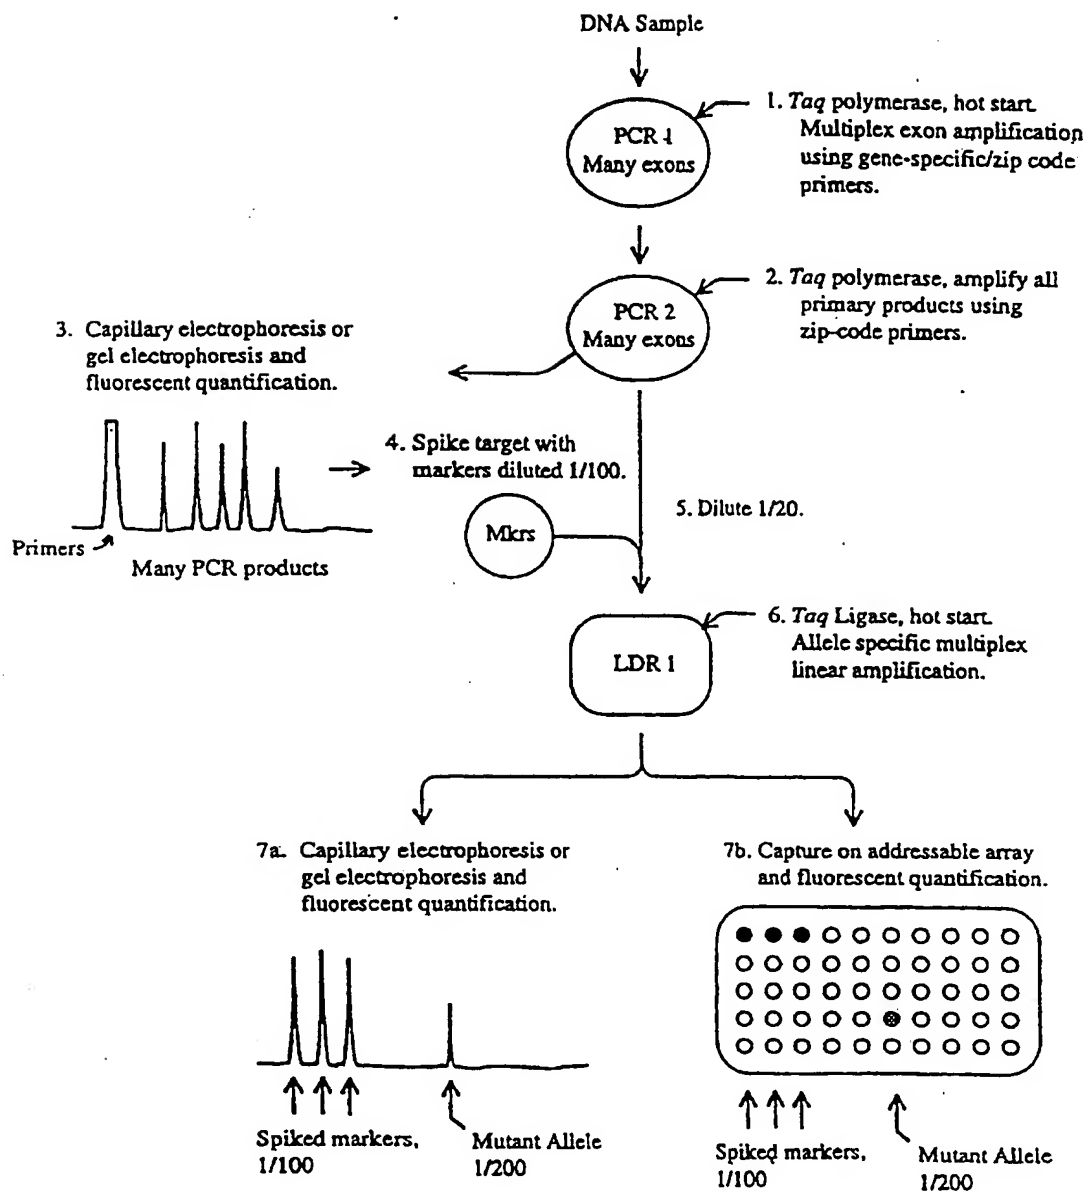 DNA Sample
PCR 1
Many exons
1. Taq polymerase, hot start.
Multiplex exon amplification
using gene-specific/zip code
primers.
PCR 2
Many exons
2. Taq polymerase, amplify all
primary products using
zip-code primers.
3. Capillary electrophoresis or
gel electrophoresis and
fluorescent quantification.
Primers
Many PCR products
4. Spike target with
markers diluted 1/100.
Mkrs
5. Dilute 1/20.
LDR 1
6. Taq Ligase, hot start.
Allele specific multiplex
linear amplification.
7a. Capillary electrophoresis or
gel electrophoresis and
fluorescent quantification.
Spiked markers,
1/100
Mutant Allele
1/200
7b. Capture on addressable array
and fluorescent quantification.
Spiked markers,
1/100
Mutant Allele
1/200